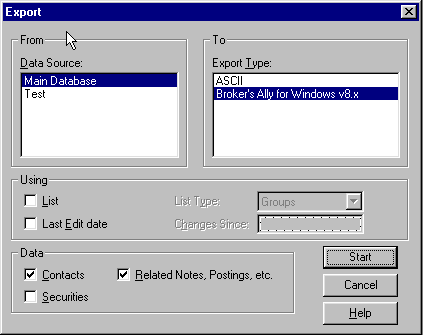 Export
From
To
Data Source:
Export Type:
Main Database
Test
ASCII
Broker's Ally for Windows v8.x
Using
List
List Type:
Groups
Last Edit date
Changes Since:
Data
Contacts
Related Notes, Postings, etc.
Securities
Start
Cancel
Help